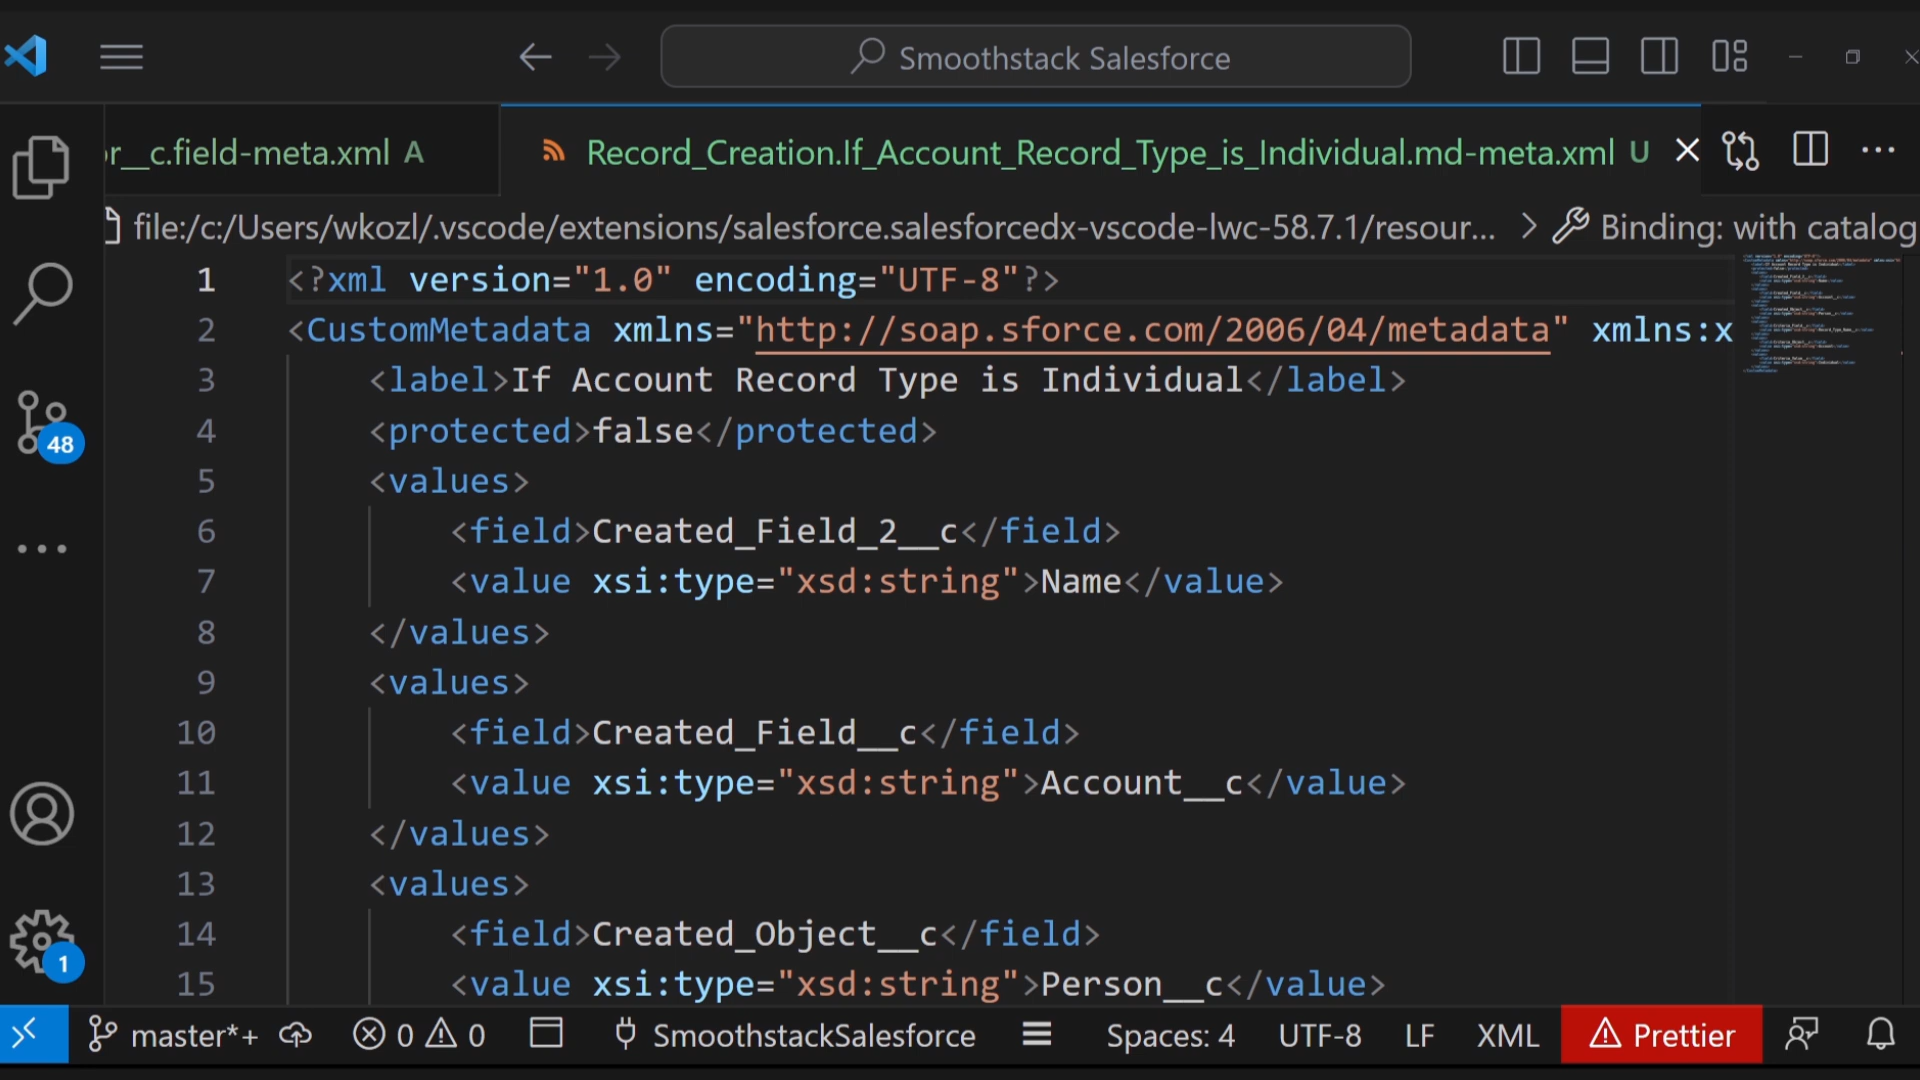 Smoothstack Salesforce
r__c.field-meta.xml A
Record_Creation.If_Account_Record_Type_is_Individual.md-meta.xml U
file:/c:/Users/wkozl/.vscode/extensions/salesforce.salesforcedx-vscode-lwc-58.7.1/resour... > Binding: with catalog
1 <?xml version="1.0" encoding="UTF-8"?>
2 <CustomMetadata xmlns="http://soap.sforce.com/2006/04/metadata" xmlns:x
3 <label>If Account Record Type is Individual</label>
4 <protected>false</protected>
5 <values>
6 <field>Created_Field_2__c</field>
7 <value xsi:type="xsd:string">Name</value>
8 </values>
9 <values>
10 <field>Created_Field__c</field>
11 <value xsi:type="xsd:string">Account__c</value>
12 </values>
13 <values>
14 <field>Created_Object__c</field>
15 <value xsi:type="xsd:string">Person__c</value>
48
1
master*+ 0 0 SmoothstackSalesforce Spaces: 4 UTF-8 LF XML Prettier